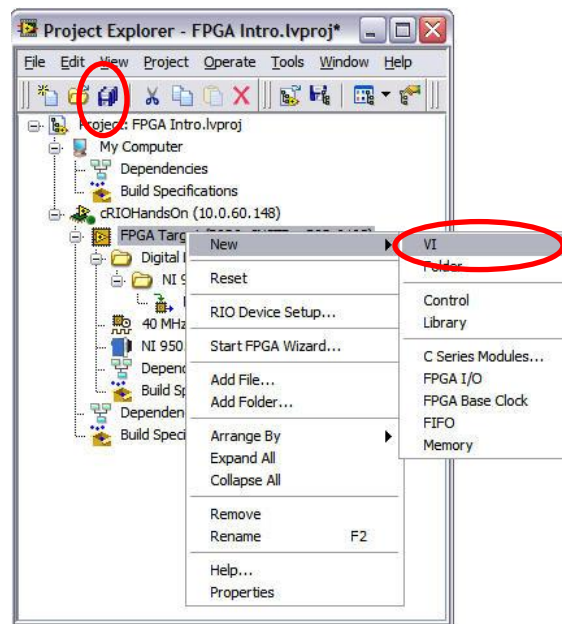 Project Explorer - FPGA Intro.lvproj*
File Edit View Project Operate Tools Window Help
Project: FPGA Intro.lvproj
My Computer
Dependencies
Build Specifications
cRIOHandsOn (10.0.60.148)
FPGA Targ
Digital
NI 9
40 MHz
NI 950
Depend
Build Sp
Dependen
Build Speci
New
Reset
RIO Device Setup...
Start FPGA Wizard...
Add File...
Add Folder...
Arrange By
Expand All
Collapse All
Remove
Rename F2
Help...
Properties
VI
Folder
Control
Library
C Series Modules...
FPGA I/O
FPGA Base Clock
FIFO
Memory